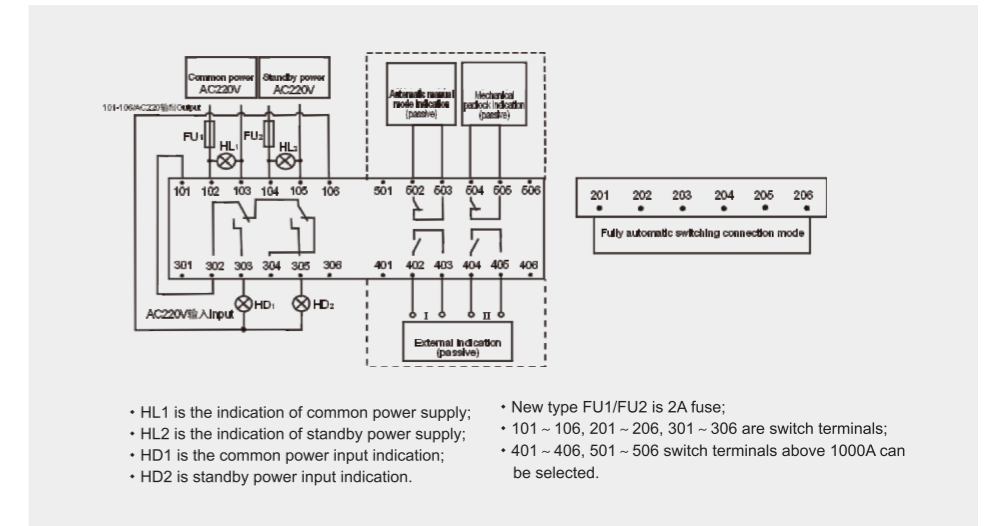 Common power
AC220V
Standby power
AC220V
101-106/AC220输出Output
FU1
HL1
FU2
HL2
101 102 103 104 105 106
301 302 303 304 305 306
AC220V输入Input
HD1
HD2
Automatic manual
mode indication
(passive)
Mechanical
padlock indication
(passive)
501 502 503 504 505 506
401 402 403 404 405 406
I
II
External indication
(passive)
201 202 203 204 205 206
Fully automatic switching connection mode
・HL1 is the indication of common power supply;
・HL2 is the indication of standby power supply;
・HD1 is the common power input indication;
・HD2 is standby power input indication.
・New type FU1/FU2 is 2A fuse;
・101 ~ 106, 201 ~ 206, 301 ~ 306 are switch terminals;
・401 ~ 406, 501 ~ 506 switch terminals above 1000A can
be selected.